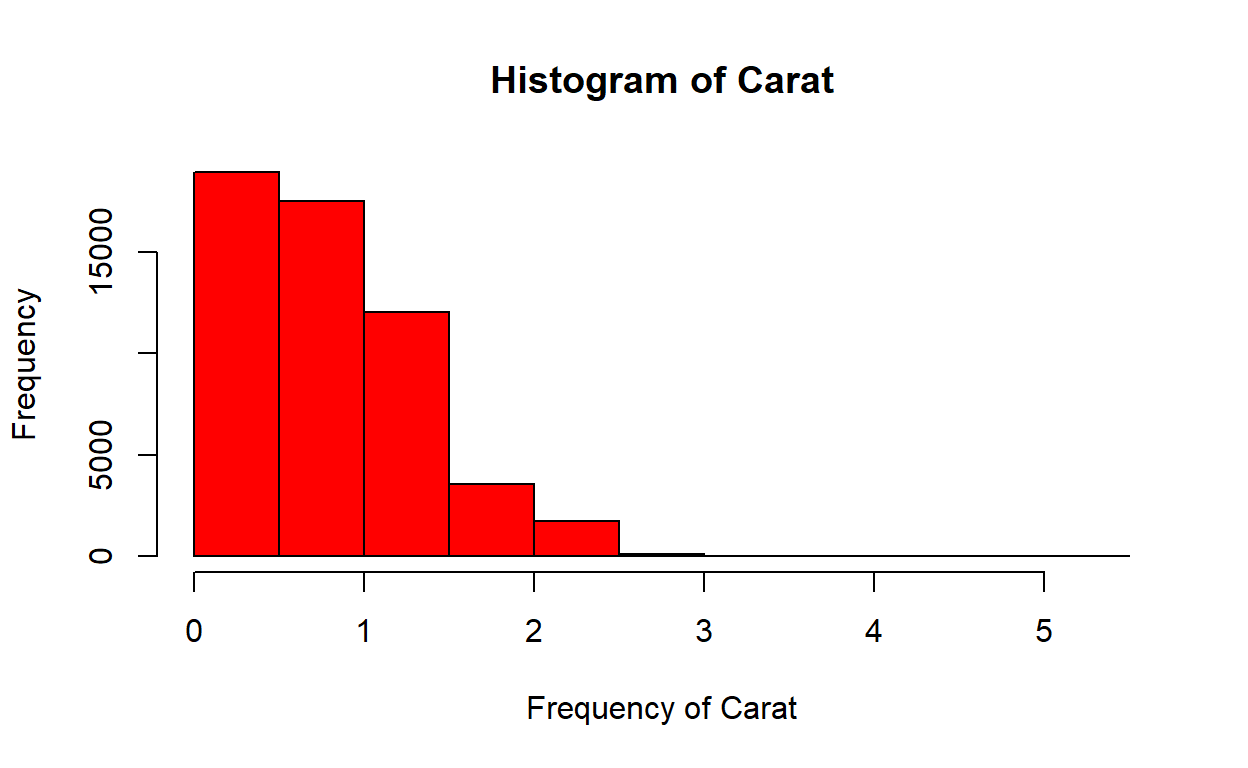 Histogram of Carat
Frequency
15000
5000
0
0 1 2 3 4 5
Frequency of Carat